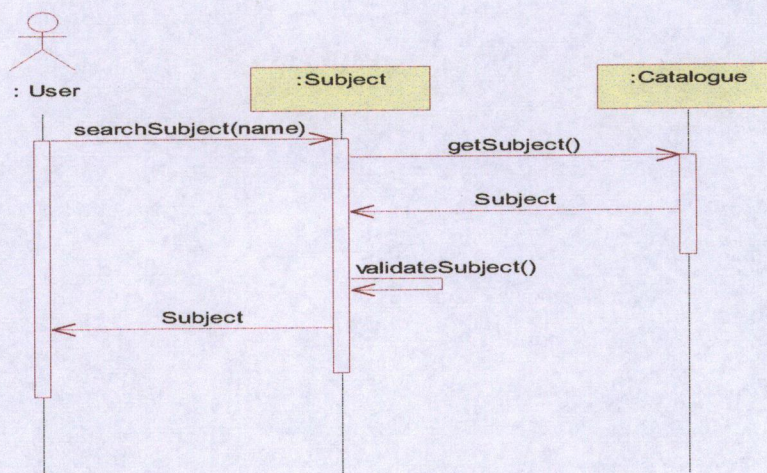 : User
:Subject
:Catalogue
searchSubject(name)
getSubject()
Subject
validateSubject()
Subject